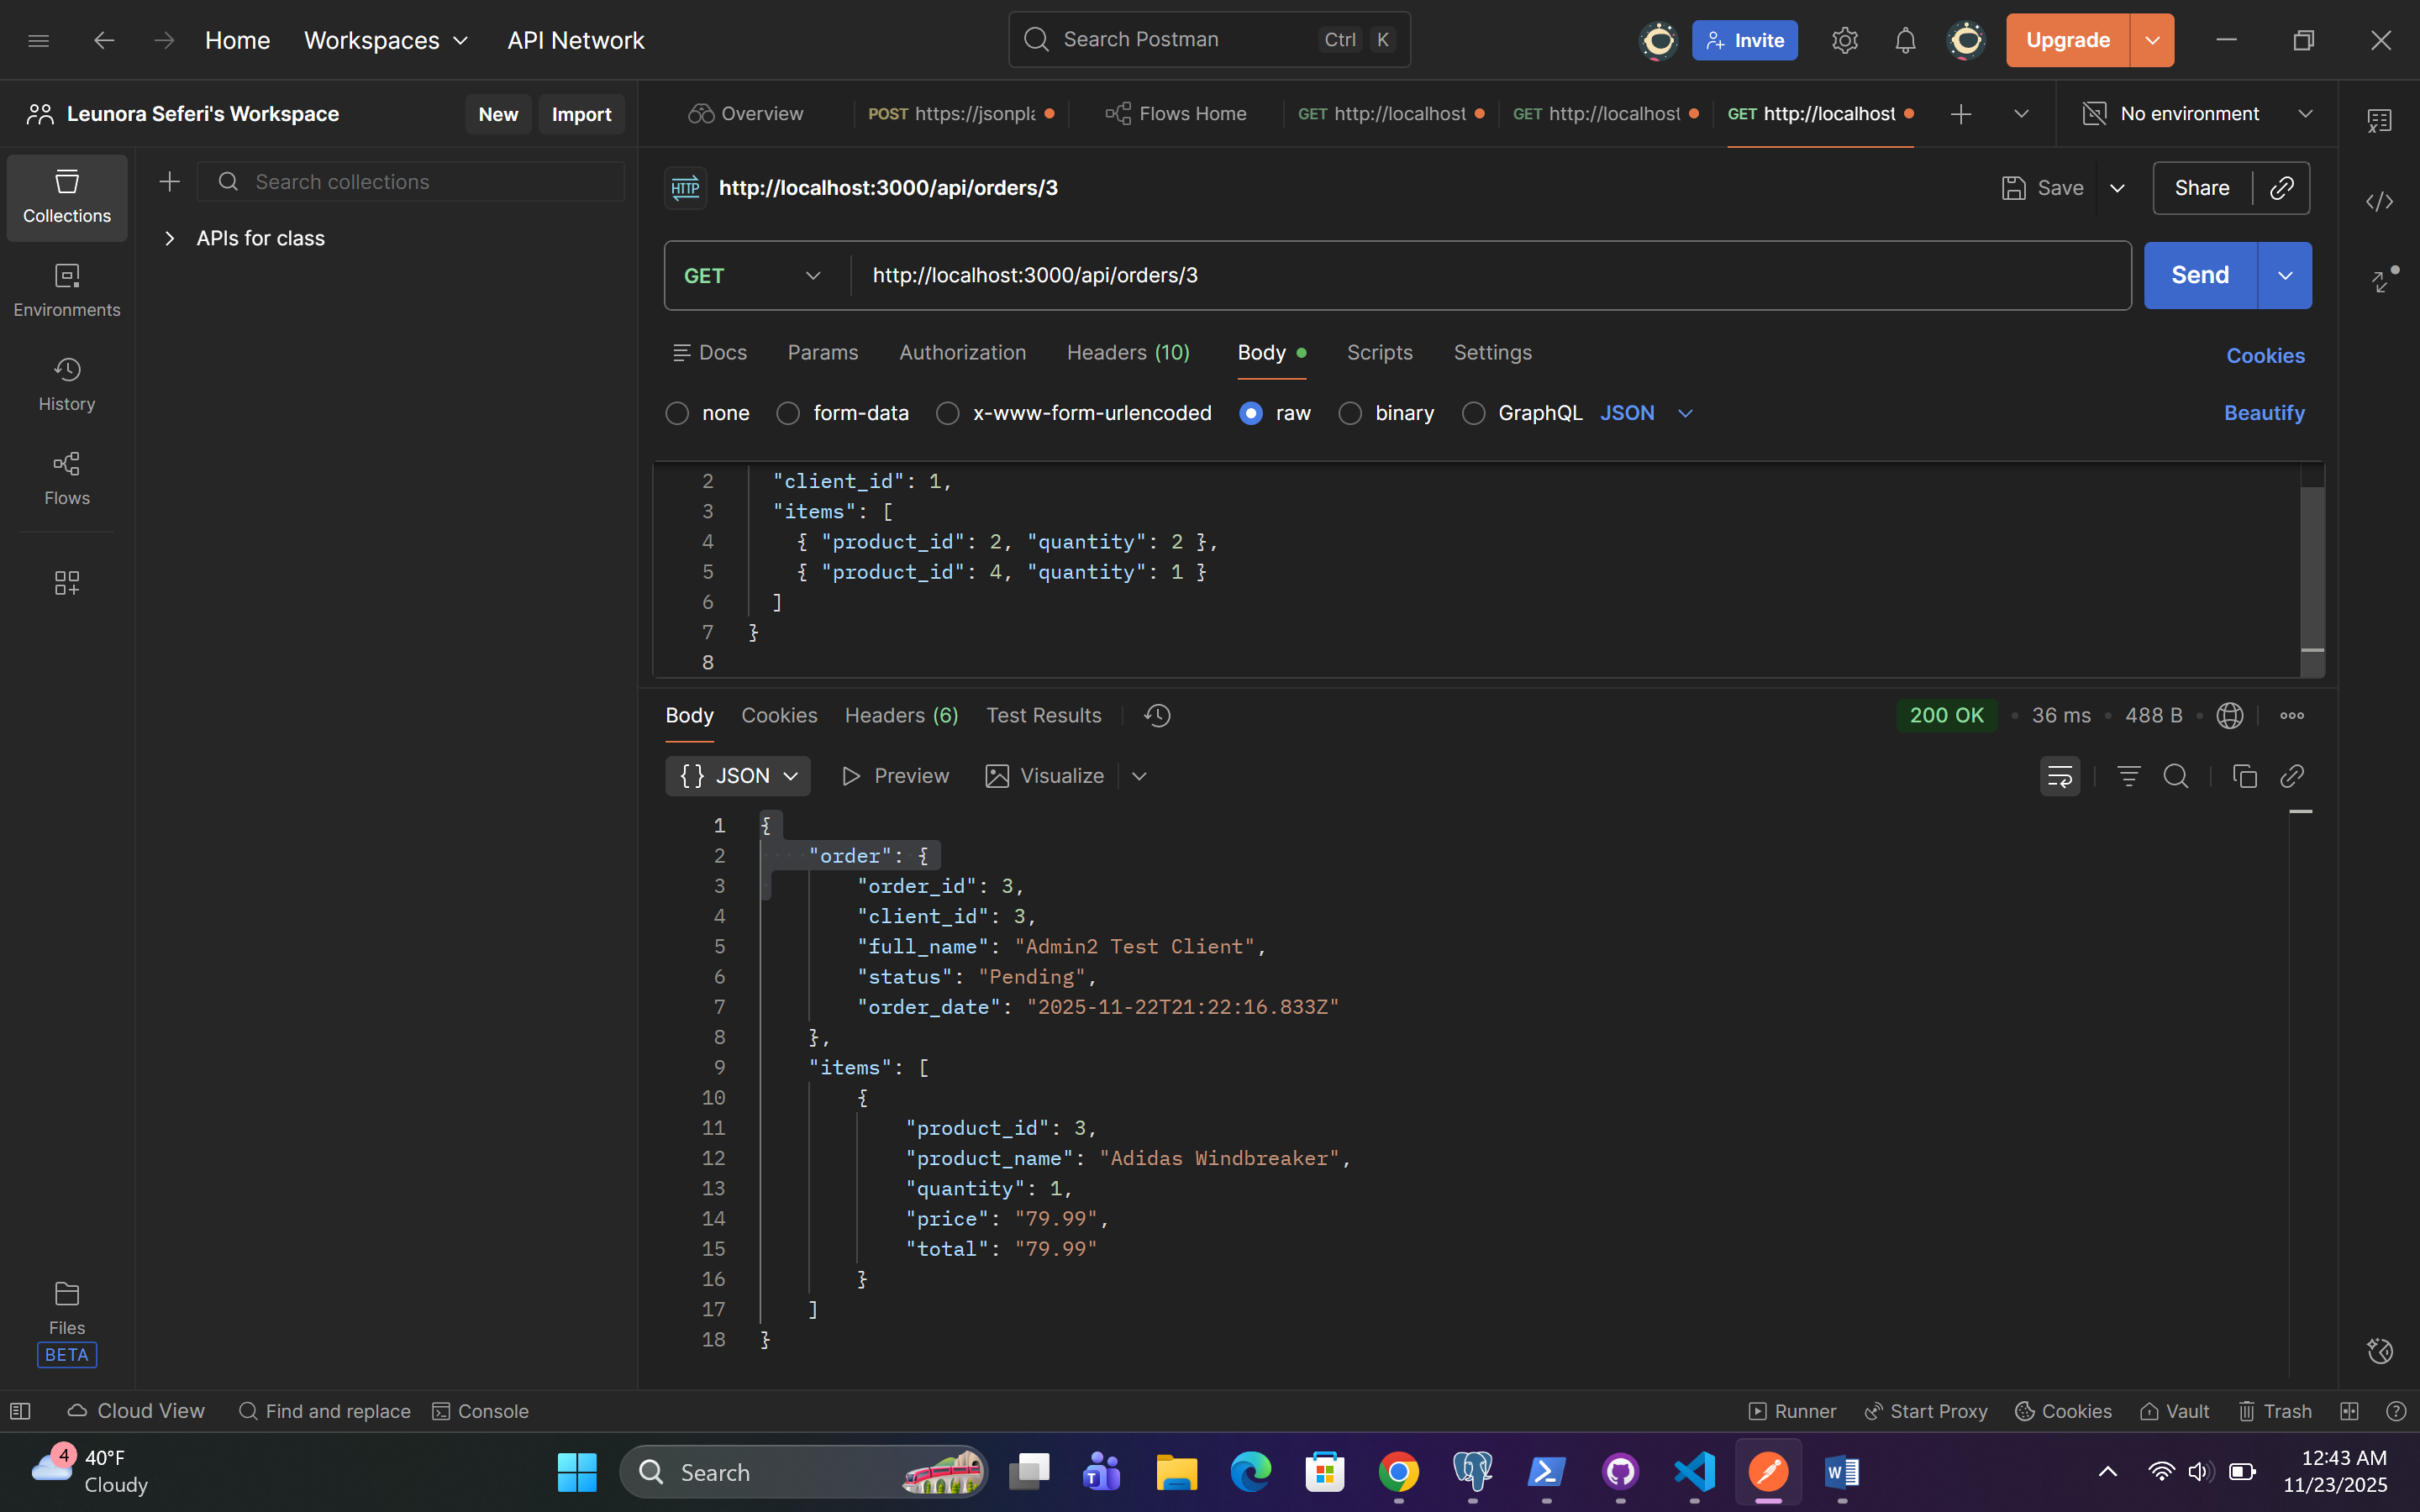 Home Workspaces API Network
Search Postman Ctrl K
Invite
Upgrade
Leunora Seferi's Workspace
New Import
Overview
POST https://jsonpla
Flows Home
GET http://localhost
GET http://localhost
GET http://localhost
No environment
Collections
Environments
History
Flows
Files
BETA
Search collections
APIs for class
HTTP http://localhost:3000/api/orders/3
Save
Share
GET http://localhost:3000/api/orders/3
Send
Docs Params Authorization Headers (10) Body Scripts Settings
Cookies
none form-data x-www-form-urlencoded raw binary GraphQL JSON
Beautify
2 "client_id": 1,
3 "items": [
4 { "product_id": 2, "quantity": 2 },
5 { "product_id": 4, "quantity": 1 }
6 ]
7 }
8
Body Cookies Headers (6) Test Results
200 OK • 36 ms • 488 B
{} JSON Preview Visualize
1 {
2 "order": {
3 "order_id": 3,
4 "client_id": 3,
5 "full_name": "Admin2 Test Client",
6 "status": "Pending",
7 "order_date": "2025-11-22T21:22:16.833Z"
8 },
9 "items": [
10 {
11 "product_id": 3,
12 "product_name": "Adidas Windbreaker",
13 "quantity": 1,
14 "price": "79.99",
15 "total": "79.99"
16 }
17 ]
18 }
Cloud View Find and replace Console
Runner Start Proxy Cookies Vault Trash
4
40°F
Cloudy
Search
12:43 AM
11/23/2025